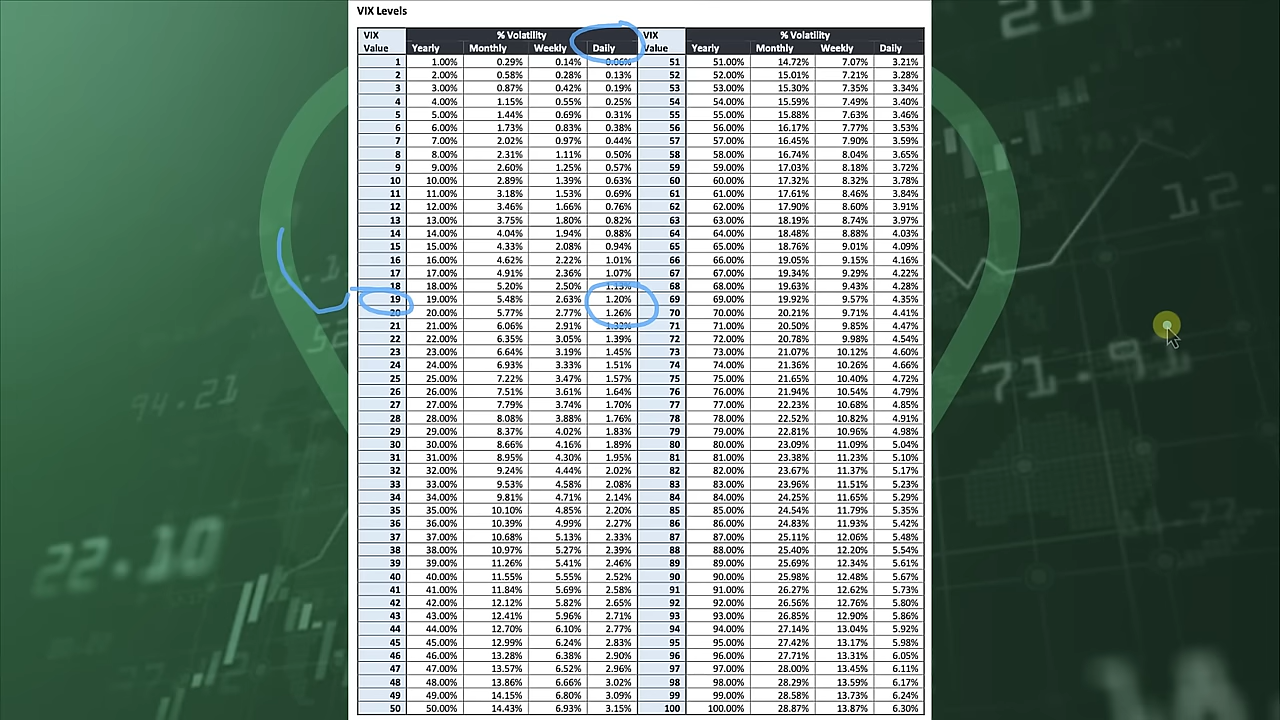 VIX Levels
VIX % Volatility VIX % Volatility
Value Yearly Monthly Weekly Daily Value Yearly Monthly Weekly Daily
1 1.00% 0.29% 0.14% 0.06% 51 51.00% 14.72% 7.07% 3.21%
2 2.00% 0.58% 0.28% 0.13% 52 52.00% 15.01% 7.21% 3.28%
3 3.00% 0.87% 0.42% 0.19% 53 53.00% 15.30% 7.35% 3.34%
4 4.00% 1.15% 0.55% 0.25% 54 54.00% 15.59% 7.49% 3.40%
5 5.00% 1.44% 0.69% 0.31% 55 55.00% 15.88% 7.63% 3.46%
6 6.00% 1.73% 0.83% 0.38% 56 56.00% 16.17% 7.77% 3.53%
7 7.00% 2.02% 0.97% 0.44% 57 57.00% 16.45% 7.90% 3.59%
8 8.00% 2.31% 1.11% 0.50% 58 58.00% 16.74% 8.04% 3.65%
9 9.00% 2.60% 1.25% 0.57% 59 59.00% 17.03% 8.18% 3.72%
10 10.00% 2.89% 1.39% 0.63% 60 60.00% 17.32% 8.32% 3.78%
11 11.00% 3.18% 1.53% 0.69% 61 61.00% 17.61% 8.46% 3.84%
12 12.00% 3.46% 1.66% 0.76% 62 62.00% 17.90% 8.60% 3.91%
13 13.00% 3.75% 1.80% 0.82% 63 63.00% 18.19% 8.74% 3.97%
14 14.00% 4.04% 1.94% 0.88% 64 64.00% 18.48% 8.88% 4.03%
15 15.00% 4.33% 2.08% 0.94% 65 65.00% 18.76% 9.01% 4.09%
16 16.00% 4.62% 2.22% 1.01% 66 66.00% 19.05% 9.15% 4.16%
17 17.00% 4.91% 2.36% 1.07% 67 67.00% 19.34% 9.29% 4.22%
18 18.00% 5.20% 2.50% 1.13% 68 68.00% 19.63% 9.43% 4.28%
19 19.00% 5.48% 2.63% 1.20% 69 69.00% 19.92% 9.57% 4.35%
20 20.00% 5.77% 2.77% 1.26% 70 70.00% 20.21% 9.71% 4.41%
21 21.00% 6.06% 2.91% 1.32% 71 71.00% 20.50% 9.85% 4.47%
22 22.00% 6.35% 3.05% 1.39% 72 72.00% 20.78% 9.98% 4.54%
23 23.00% 6.64% 3.19% 1.45% 73 73.00% 21.07% 10.12% 4.60%
24 24.00% 6.93% 3.33% 1.51% 74 74.00% 21.36% 10.26% 4.66%
25 25.00% 7.22% 3.47% 1.57% 75 75.00% 21.65% 10.40% 4.72%
26 26.00% 7.51% 3.61% 1.64% 76 76.00% 21.94% 10.54% 4.79%
27 27.00% 7.79% 3.74% 1.70% 77 77.00% 22.23% 10.68% 4.85%
28 28.00% 8.08% 3.88% 1.76% 78 78.00% 22.52% 10.82% 4.91%
29 29.00% 8.37% 4.02% 1.83% 79 79.00% 22.81% 10.96% 4.98%
30 30.00% 8.66% 4.16% 1.89% 80 80.00% 23.09% 11.09% 5.04%
31 31.00% 8.95% 4.30% 1.95% 81 81.00% 23.38% 11.23% 5.10%
32 32.00% 9.24% 4.44% 2.02% 82 82.00% 23.67% 11.37% 5.17%
33 33.00% 9.53% 4.58% 2.08% 83 83.00% 23.96% 11.51% 5.23%
34 34.00% 9.81% 4.71% 2.14% 84 84.00% 24.25% 11.65% 5.29%
35 35.00% 10.10% 4.85% 2.20% 85 85.00% 24.54% 11.79% 5.35%
36 36.00% 10.39% 4.99% 2.27% 86 86.00% 24.83% 11.93% 5.42%
37 37.00% 10.68% 5.13% 2.33% 87 87.00% 25.11% 12.06% 5.48%
38 38.00% 10.97% 5.27% 2.39% 88 88.00% 25.40% 12.20% 5.54%
39 39.00% 11.26% 5.41% 2.46% 89 89.00% 25.69% 12.34% 5.61%
40 40.00% 11.55% 5.55% 2.52% 90 90.00% 25.98% 12.48% 5.67%
41 41.00% 11.84% 5.69% 2.58% 91 91.00% 26.27% 12.62% 5.73%
42 42.00% 12.12% 5.82% 2.65% 92 92.00% 26.56% 12.76% 5.80%
43 43.00% 12.41% 5.96% 2.71% 93 93.00% 26.85% 12.90% 5.86%
44 44.00% 12.70% 6.10% 2.77% 94 94.00% 27.14% 13.04% 5.92%
45 45.00% 12.99% 6.24% 2.83% 95 95.00% 27.42% 13.17% 5.98%
46 46.00% 13.28% 6.38% 2.90% 96 96.00% 27.71% 13.31% 6.05%
47 47.00% 13.57% 6.52% 2.96% 97 97.00% 28.00% 13.45% 6.11%
48 48.00% 13.86% 6.66% 3.02% 98 98.00% 28.29% 13.59% 6.17%
49 49.00% 14.15% 6.80% 3.09% 99 99.00% 28.58% 13.73% 6.24%
50 50.00% 14.43% 6.93% 3.15% 100 100.00% 28.87% 13.87% 6.30%
20
12
71.91
94.21
22.10